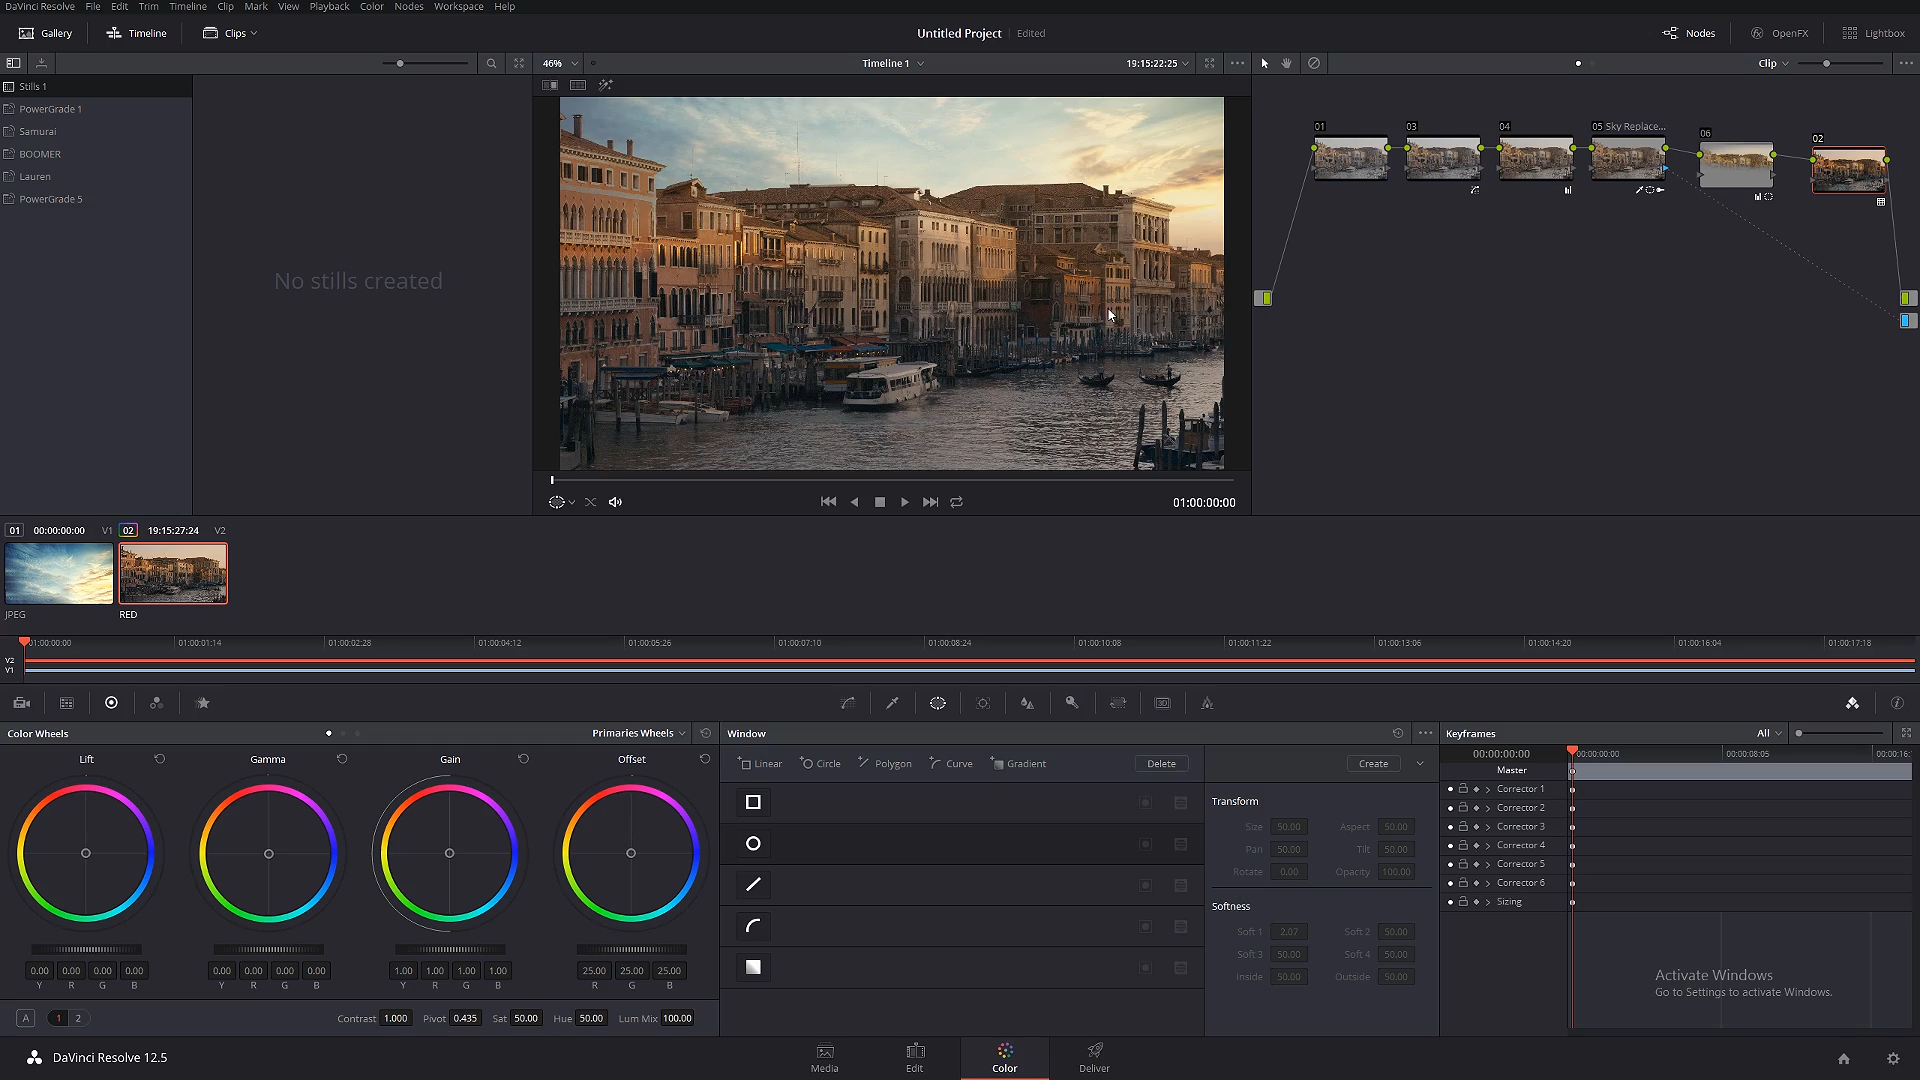 DaVinci Resolve File Edit Trim Timeline Clip Mark View Playback Color Nodes Workspace Help
Gallery Timeline Clips Untitled Project Edited Nodes OpenFX Lightbox
46% Timeline 1 19:15:22:25 Clip
Stills 1
PowerGrade 1
Samurai
BOOMER
Lauren
PowerGrade 5
No stills created
01 03 04 05 Sky Replace... 06 02
01:00:00:00
01 00:00:00:00 V1 02 19:15:27:24 V2
JPEG RED
01:00:00:00 01:00:01:14 01:00:02:28 01:00:04:12 01:00:05:26 01:00:07:10 01:00:08:24 01:00:10:08 01:00:11:22 01:00:13:06 01:00:14:20 01:00:16:04 01:00:17:18
V2
V1
3D
Color Wheels Primaries Wheels
Lift Gamma Gain Offset
0.00 0.00 0.00 0.00 0.00 0.00 0.00 0.00 1.00 1.00 1.00 1.00 25.00 25.00 25.00
Y R G B Y R G B Y R G B R G B
A 1 2 Contrast 1.000 Pivot 0.435 Sat 50.00 Hue 50.00 Lum Mix 100.00
Window
Linear Circle Polygon Curve Gradient Delete Create
Transform
Size 50.00 Aspect 50.00
Pan 50.00 Tilt 50.00
Rotate 0.00 Opacity 100.00
Softness
Soft 1 2.07 Soft 2 50.00
Soft 3 50.00 Soft 4 50.00
Inside 50.00 Outside 50.00
Keyframes All
00:00:00:00 00:00:00:00 00:00:08:05 00:00:16:
Master
Corrector 1
Corrector 2
Corrector 3
Corrector 4
Corrector 5
Corrector 6
Sizing
Activate Windows
Go to Settings to activate Windows.
DaVinci Resolve 12.5 Media Edit Color Deliver